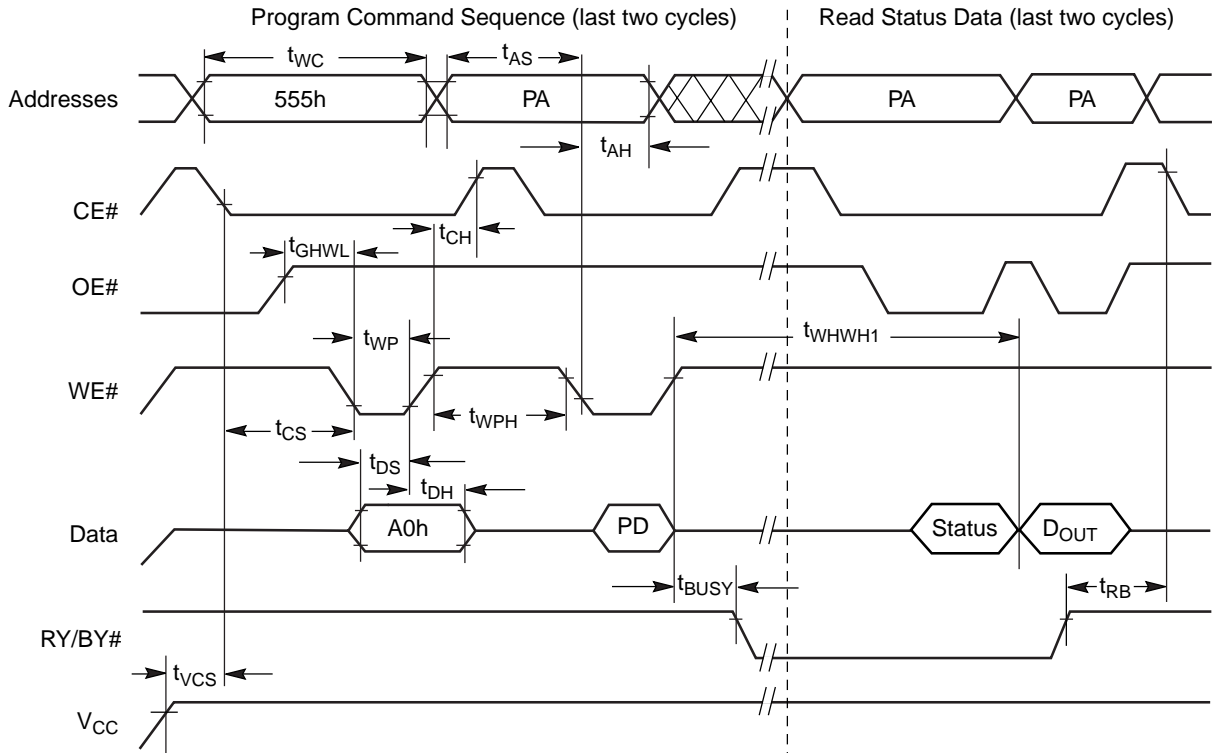 Program Command Sequence (last two cycles)
Read Status Data (last two cycles)
tWC
tAS
Addresses
555h
PA
PA
PA
tAH
CE#
tCH
tGHWL
OE#
tWP
tWHWH1
WE#
tWPH
tCS
tDS
tDH
Data
A0h
PD
Status
DOUT
tBUSY
tRB
RY/BY#
tVCS
VCC